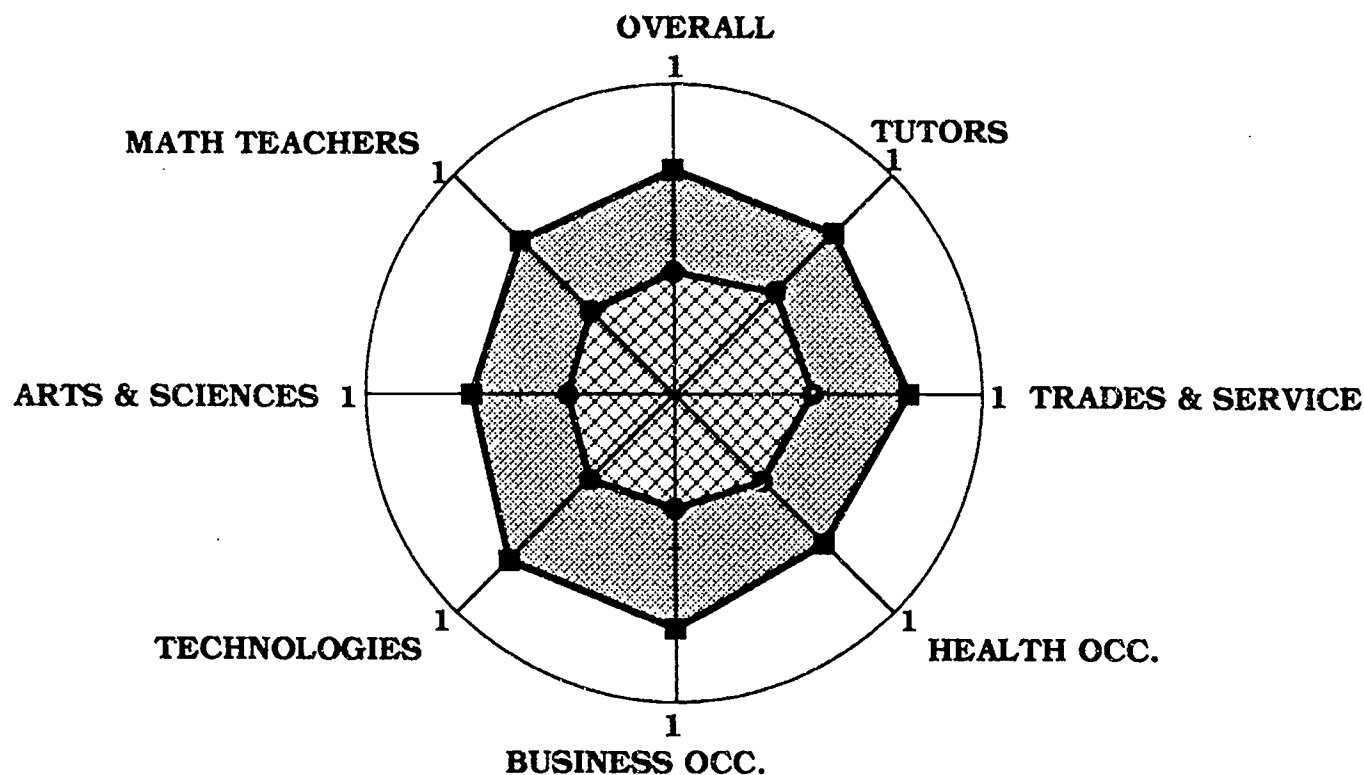 OVERALL
1
MATH TEACHERS
1
TUTORS
1
ARTS & SCIENCES 1
1 TRADES & SERVICE
1
TECHNOLOGIES
1
HEALTH OCC.
1
BUSINESS OCC.